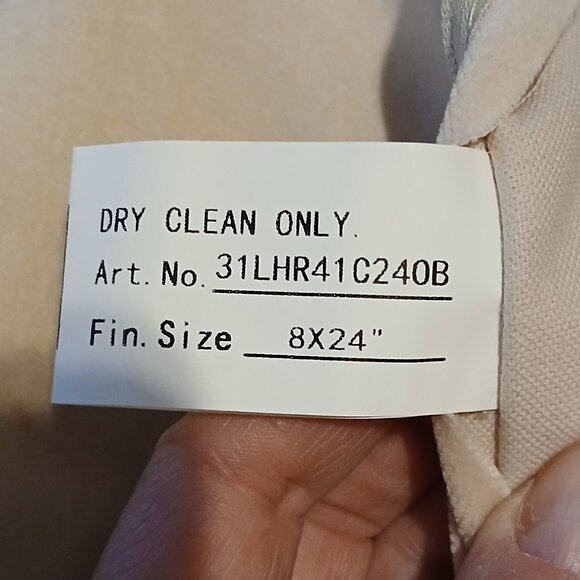 DRY CLEAN ONLY.
Art. No. 31LHR41C240B
Fin. Size 8X24"